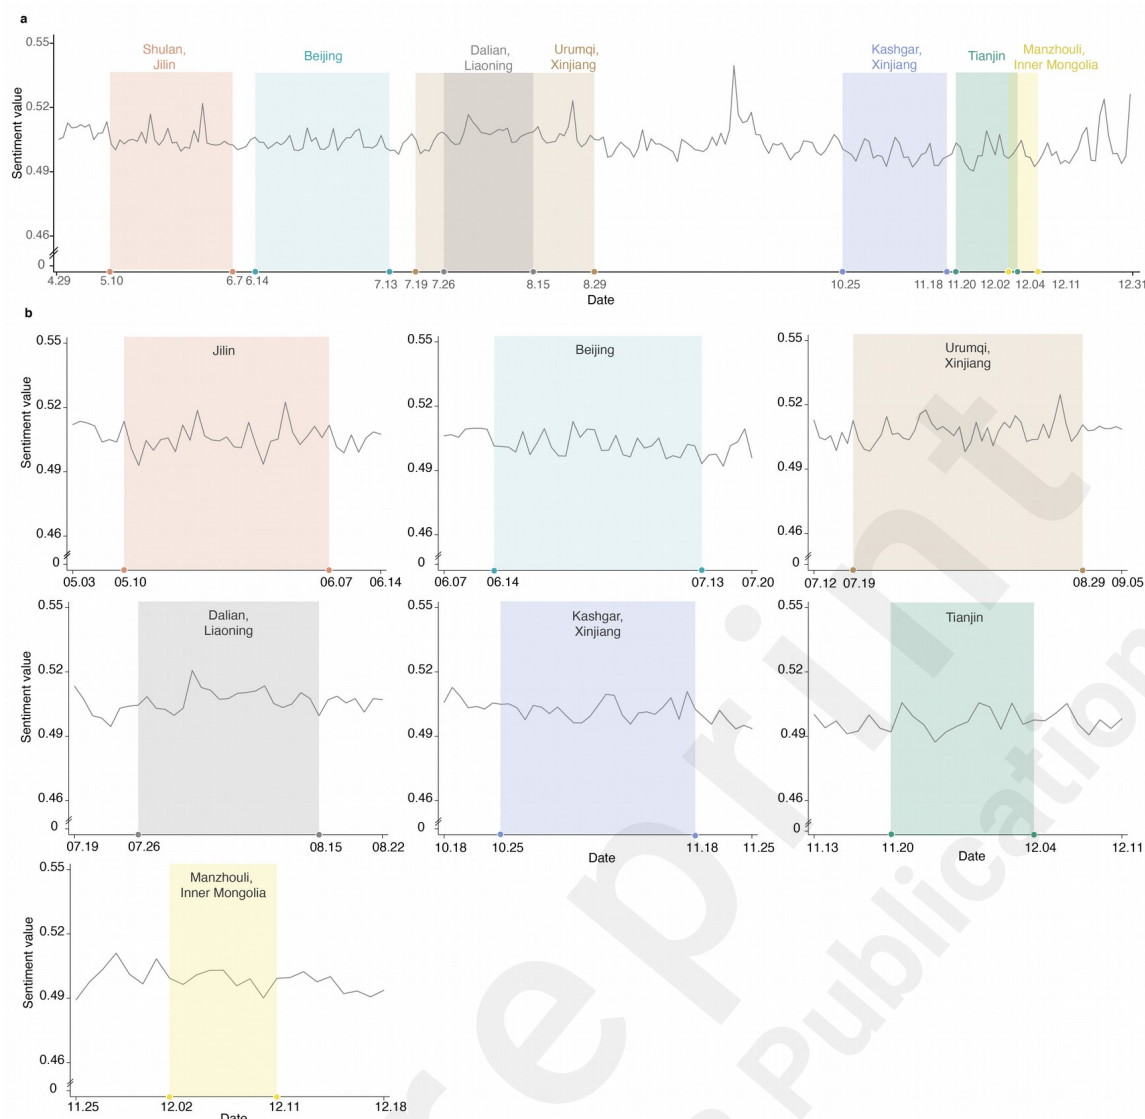 a
0.55
0.52
0.49
0.46
0
Sentiment value
Shulan,
Jilin
Beijing
Dalian,
Liaoning
Urumqi,
Xinjiang
Kashgar,
Xinjiang
Tianjin
Manzhouli,
Inner Mongolia
4.29 5.10 6.7 6.14 7.13 7.19 7.26 8.15 8.29 10.25 11.18 11.20 12.02 12.04 12.11 12.31
Date
b
Sentiment value
0.55
0.52
0.49
0.46
0
Jilin
05.03 05.10 06.07 06.14
0.55
0.52
0.49
0.46
0
Beijing
06.07 06.14 07.13 07.20
0.55
0.52
0.49
0.46
0
Urumqi,
Xinjiang
07.12 07.19 08.29 09.05
Sentiment value
0.55
0.52
0.49
0.46
0
Dalian,
Liaoning
07.19 07.26 08.15 08.22
0.55
0.52
0.49
0.46
0
Kashgar,
Xinjiang
10.18 10.25 11.18 11.25
Date
0.55
0.52
0.49
0.46
0
Tianjin
11.13 11.20 12.04 12.11
Date
Sentiment value
0.55
0.52
0.49
0.46
0
Manzhouli,
Inner Mongolia
11.25 12.02 12.11 12.18
Date
reprint
Publication